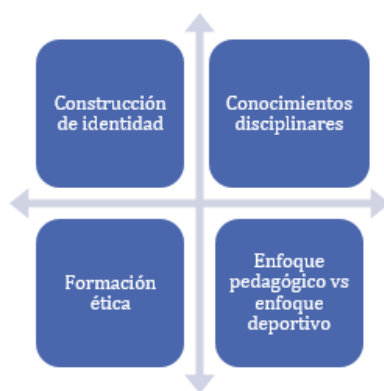 Construcción
de identidad
Conocimientos
disciplinares
Formación
ética
Enfoque
pedagógico vs
enfoque
deportivo